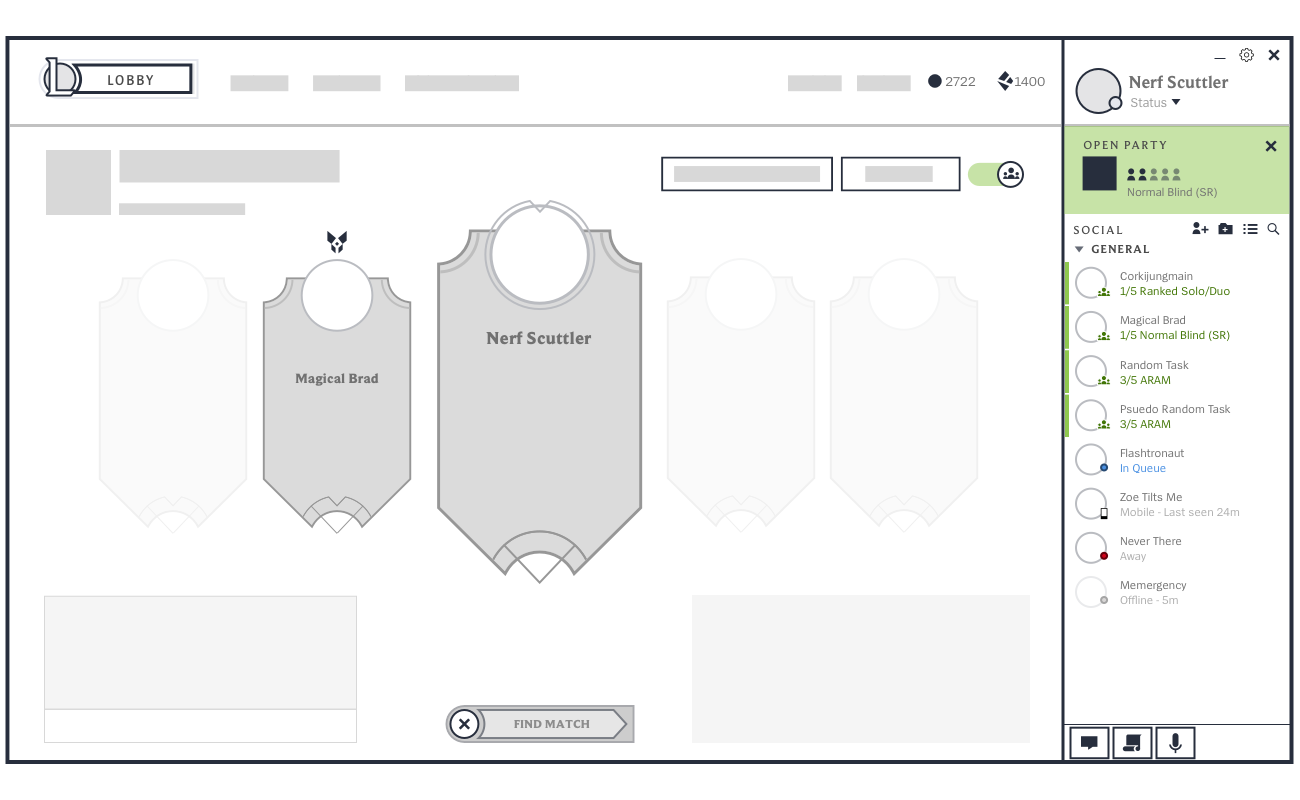 LOBBY
2722
1400
Nerf Scuttler
Status
OPEN PARTY
Normal Blind (SR)
SOCIAL
GENERAL
Corkijungmain
1/5 Ranked Solo/Duo
Magical Brad
1/5 Normal Blind (SR)
Random Task
3/5 ARAM
Psuedo Random Task
3/5 ARAM
Flashtronaut
In Queue
Zoe Tilts Me
Mobile - Last seen 24m
Never There
Away
Memergency
Offline - 5m
Nerf Scuttler
Magical Brad
FIND MATCH